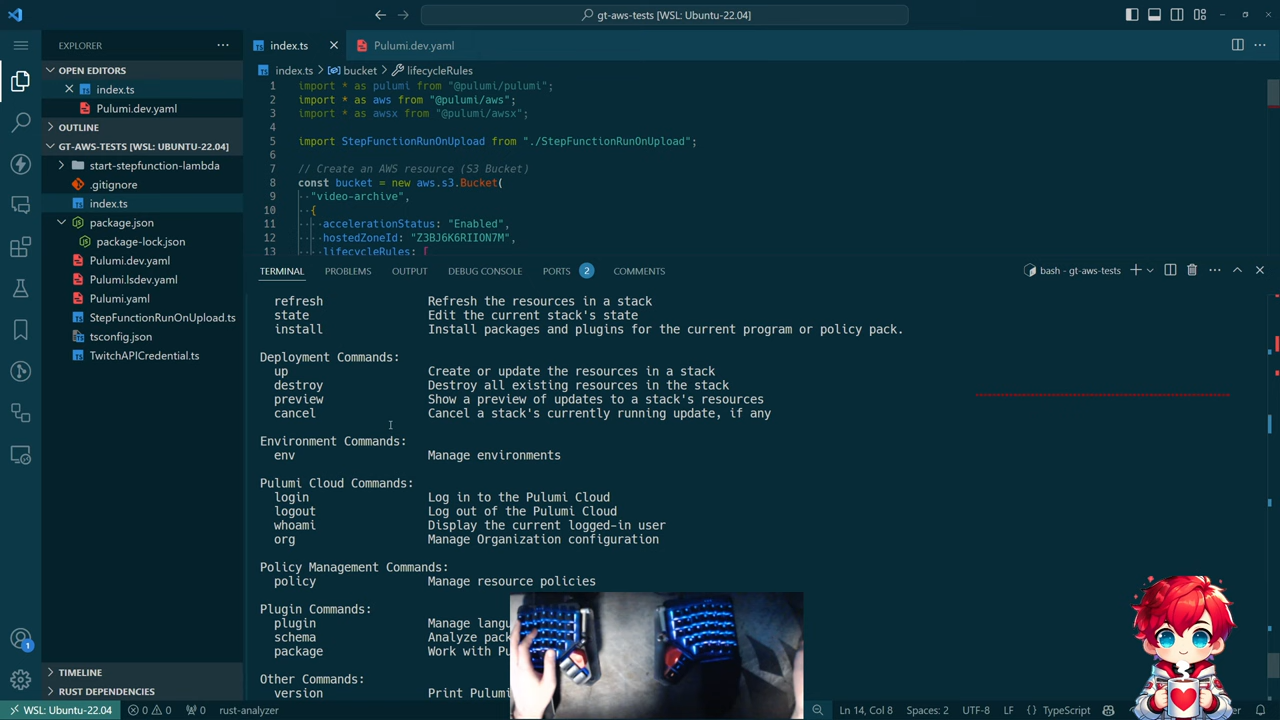 gt-aws-tests [WSL: Ubuntu-22.04]
EXPLORER
OPEN EDITORS
index.ts
Pulumi.dev.yaml
OUTLINE
GT-AWS-TESTS [WSL: UBUNTU-22.04]
start-stepfunction-lambda
.gitignore
index.ts
package.json
package-lock.json
Pulumi.dev.yaml
Pulumi.lsdev.yaml
Pulumi.yaml
StepFunctionRunOnUpload.ts
tsconfig.json
TwitchAPICredential.ts
TIMELINE
RUST DEPENDENCIES
index.ts
Pulumi.dev.yaml
index.ts > bucket > lifecycleRules
1 import * as pulumi from "@pulumi/pulumi";
2 import * as aws from "@pulumi/aws";
3 import * as awsx from "@pulumi/awsx";
4
5 import StepFunctionRunOnUpload from "./StepFunctionRunOnUpload";
6
7 // Create an AWS resource (S3 Bucket)
8 const bucket = new aws.s3.Bucket(
9 "video-archive",
10 {
11 accelerationStatus: "Enabled",
12 hostedZoneId: "Z3BJ6K6RIION7M",
13 lifecycleRules: [
TERMINAL PROBLEMS OUTPUT DEBUG CONSOLE PORTS 2 COMMENTS
bash - gt-aws-tests
refresh Refresh the resources in a stack
state Edit the current stack's state
install Install packages and plugins for the current program or policy pack.
Deployment Commands:
up Create or update the resources in a stack
destroy Destroy all existing resources in the stack
preview Show a preview of updates to a stack's resources
cancel Cancel a stack's currently running update, if any
Environment Commands:
env Manage environments
Pulumi Cloud Commands:
login Log in to the Pulumi Cloud
logout Log out of the Pulumi Cloud
whoami Display the current logged-in user
org Manage Organization configuration
Policy Management Commands:
policy Manage resource policies
Plugin Commands:
plugin Manage
schema Analyze
package Work with
Other Commands:
version Print
1
WSL: Ubuntu-22.04 0 0 0 rust-analyzer
Ln 14, Col 8 Spaces: 2 UTF-8 LF { } TypeScript